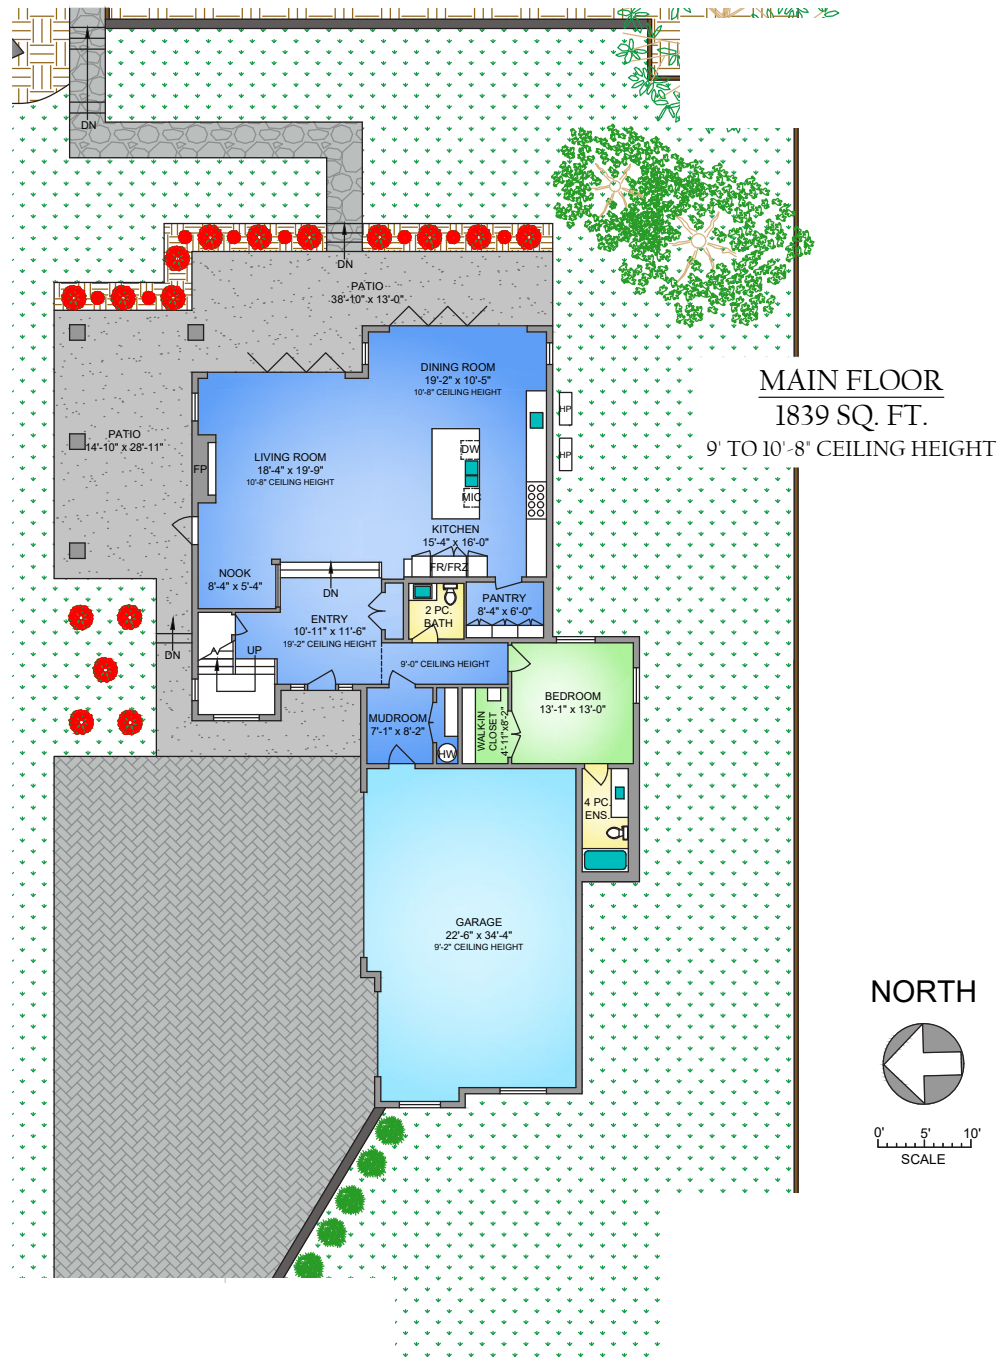 DN
DN
PATIO
38'-10" x 13'-0"
DINING ROOM
19'-2" x 10'-5"
10'-8" CEILING HEIGHT
MAIN FLOOR
1839 SQ. FT.
9' TO 10'-8" CEILING HEIGHT
HP
HP
PATIO
14'-10" x 28'-11"
FP
LIVING ROOM
18'-4" x 19'-9"
10'-8" CEILING HEIGHT
DW
MIC
KITCHEN
15'-4" x 16'-0"
FR/FRZ
NOOK
8'-4" x 5'-4"
DN
ENTRY
10'-11" x 11'-6"
19'-2" CEILING HEIGHT
2 PC.
BATH
PANTRY
8'-4" x 6'-0"
DN
UP
9'-0" CEILING HEIGHT
BEDROOM
13'-1" x 13'-0"
MUDROOM
7'-1" x 8'-2"
HW
WALK-IN
CLOSET
4'-11"x8'-2"
4 PC.
ENS.
GARAGE
22'-6" x 34'-4"
9'-2" CEILING HEIGHT
NORTH
0' 5' 10'
SCALE